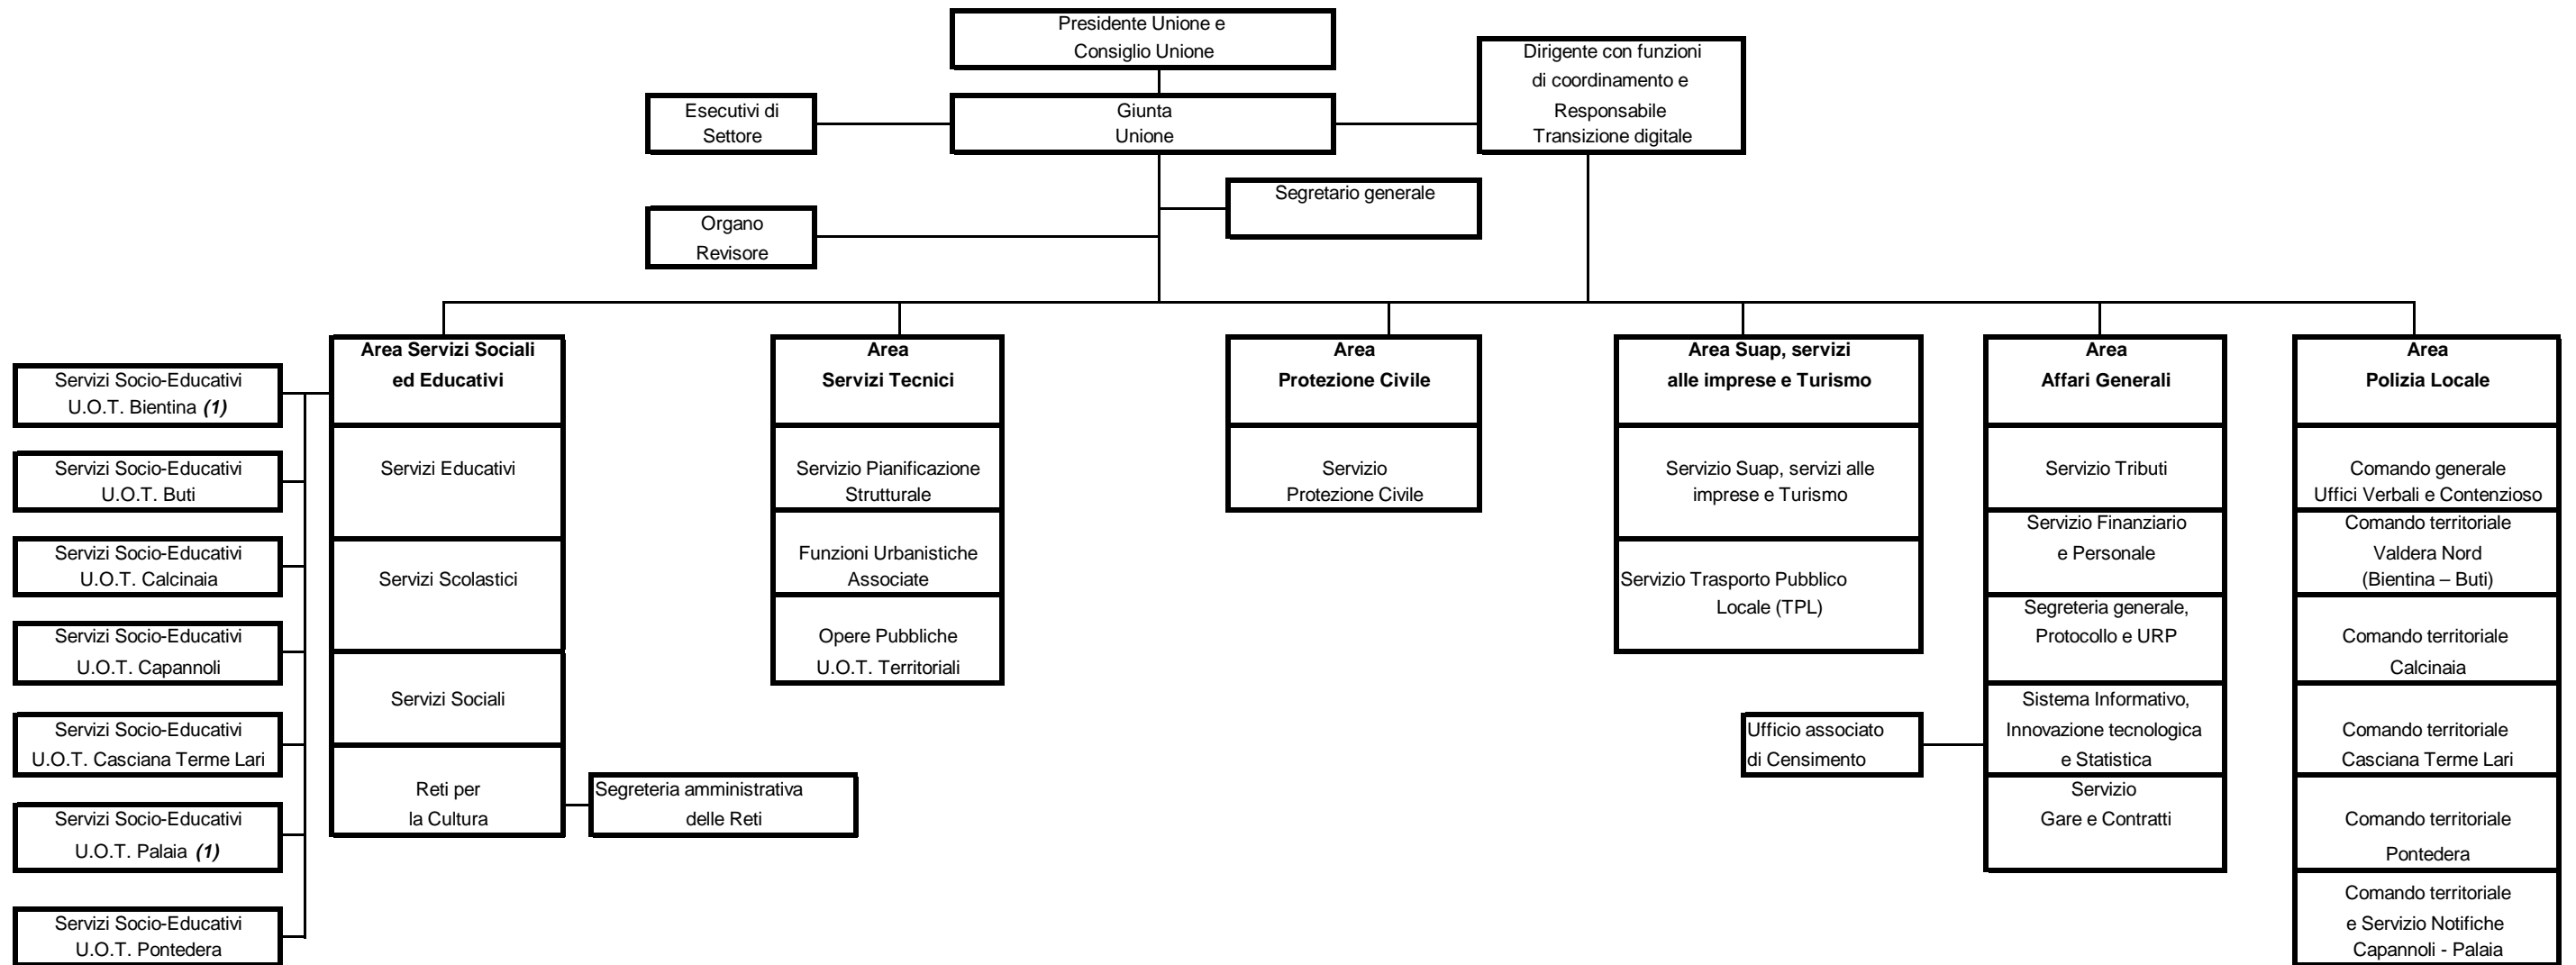 Presidente Unione e
Consiglio Unione
Dirigente con funzioni
di coordinamento e
Responsabile
Transizione digitale
Esecutivi di
Settore
Giunta
Unione
Segretario generale
Organo
Revisore
Area Servizi Sociali
ed Educativi
Servizi Educativi
Servizi Scolastici
Servizi Sociali
Reti per
la Cultura
Segreteria amministrativa
delle Reti
Servizi Socio-Educativi
U.O.T. Bientina (1)
Servizi Socio-Educativi
U.O.T. Buti
Servizi Socio-Educativi
U.O.T. Calcinaia
Servizi Socio-Educativi
U.O.T. Capannoli
Servizi Socio-Educativi
U.O.T. Casciana Terme Lari
Servizi Socio-Educativi
U.O.T. Palaia (1)
Servizi Socio-Educativi
U.O.T. Pontedera
Area
Servizi Tecnici
Servizio Pianificazione
Strutturale
Funzioni Urbanistiche
Associate
Opere Pubbliche
U.O.T. Territoriali
Area
Protezione Civile
Servizio
Protezione Civile
Area Suap, servizi
alle imprese e Turismo
Servizio Suap, servizi alle
imprese e Turismo
Servizio Trasporto Pubblico
Locale (TPL)
Area
Affari Generali
Servizio Tributi
Servizio Finanziario
e Personale
Segreteria generale,
Protocollo e URP
Sistema Informativo,
Innovazione tecnologica
e Statistica
Servizio
Gare e Contratti
Ufficio associato
di Censimento
Area
Polizia Locale
Comando generale
Uffici Verbali e Contenzioso
Comando territoriale
Valdera Nord
(Bientina – Buti)
Comando territoriale
Calcinaia
Comando territoriale
Casciana Terme Lari
Comando territoriale
Pontedera
Comando territoriale
e Servizio Notifiche
Capannoli - Palaia